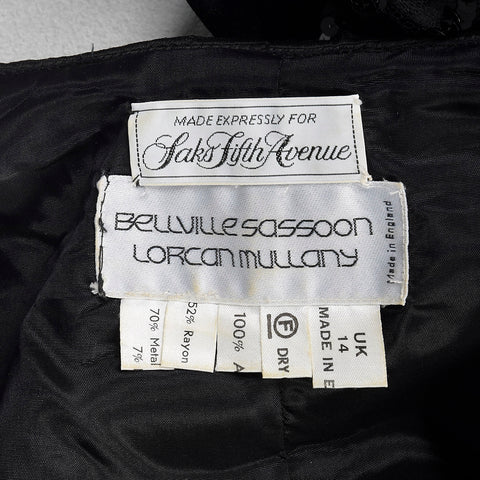 MADE EXPRESSLY FOR
Saks Fifth Avenue
BELLVILLE SASSOON
LORCAN MULLANY
Made in England
70% Metal
7%
52% Rayon
100% A
F
DRY
UK
14
MADE IN E